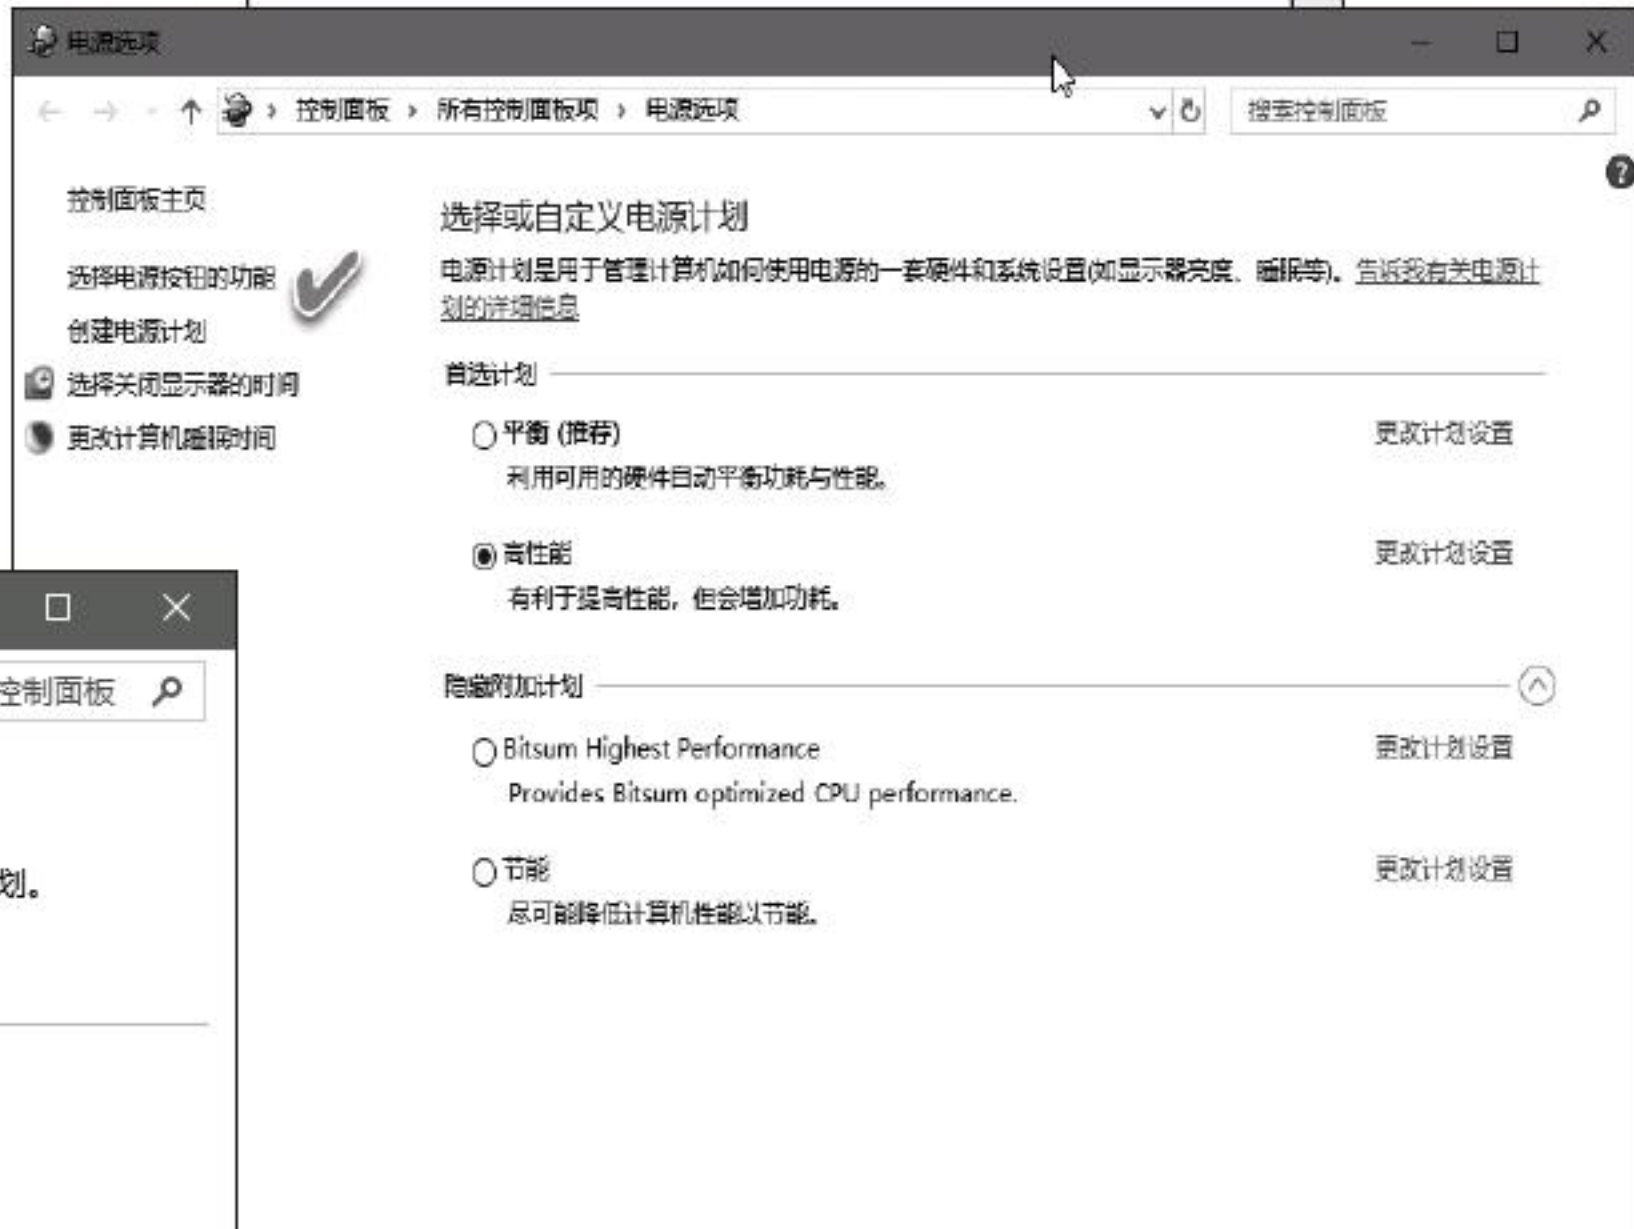 电源选项
控制面板 › 所有控制面板项 › 电源选项
搜索控制面板
控制面板主页
选择电源按钮的功能
创建电源计划
选择关闭显示器的时间
更改计算机睡眠时间
选择或自定义电源计划
电源计划是用于管理计算机如何使用电源的一套硬件和系统设置(如显示器亮度、睡眠等)。告诉我有关电源计
划的详细信息
首选计划
平衡 (推荐)
更改计划设置
利用可用的硬件自动平衡功耗与性能。
高性能
更改计划设置
有利于提高性能，但会增加功耗。
隐藏附加计划
Bitsum Highest Performance
更改计划设置
Provides Bitsum optimized CPU performance.
节能
更改计划设置
尽可能降低计算机性能以节能。
控制面板
划。